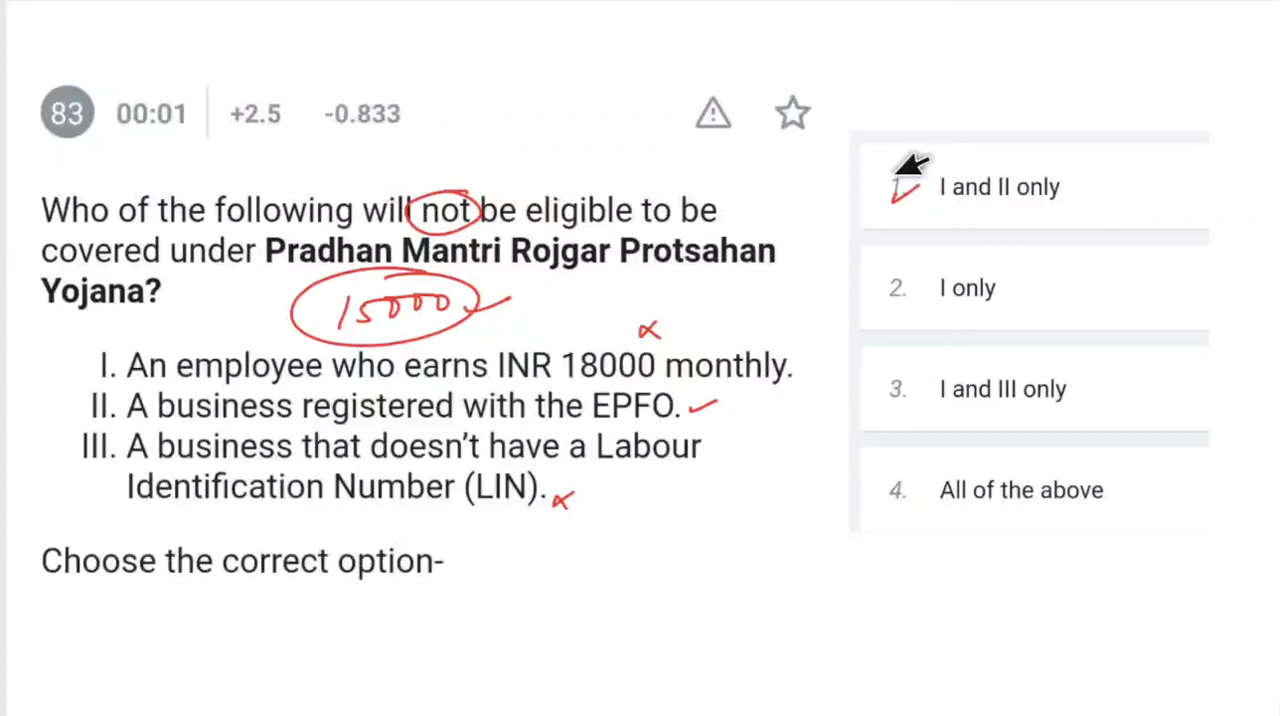 83 00:01 +2.5 -0.833
Who of the following will not be eligible to be
covered under Pradhan Mantri Rojgar Protsahan
Yojana?
15000
I. An employee who earns INR 18000 monthly.
II. A business registered with the EPFO.
III. A business that doesn't have a Labour
Identification Number (LIN).
Choose the correct option-
1. I and II only
2. I only
3. I and III only
4. All of the above